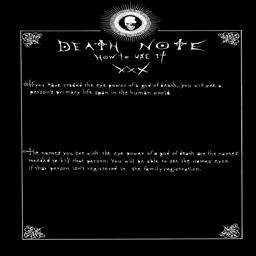 DEATH NOTE
HOW to USE It
XXX
If you have traded the eye power of a god of death, you will see a
person's primary life span in the human world.
The names you see with the eye power of a god of death are the names
needed to kill that person. You will be able to see the names even
if that person isn't registered in the family registration.